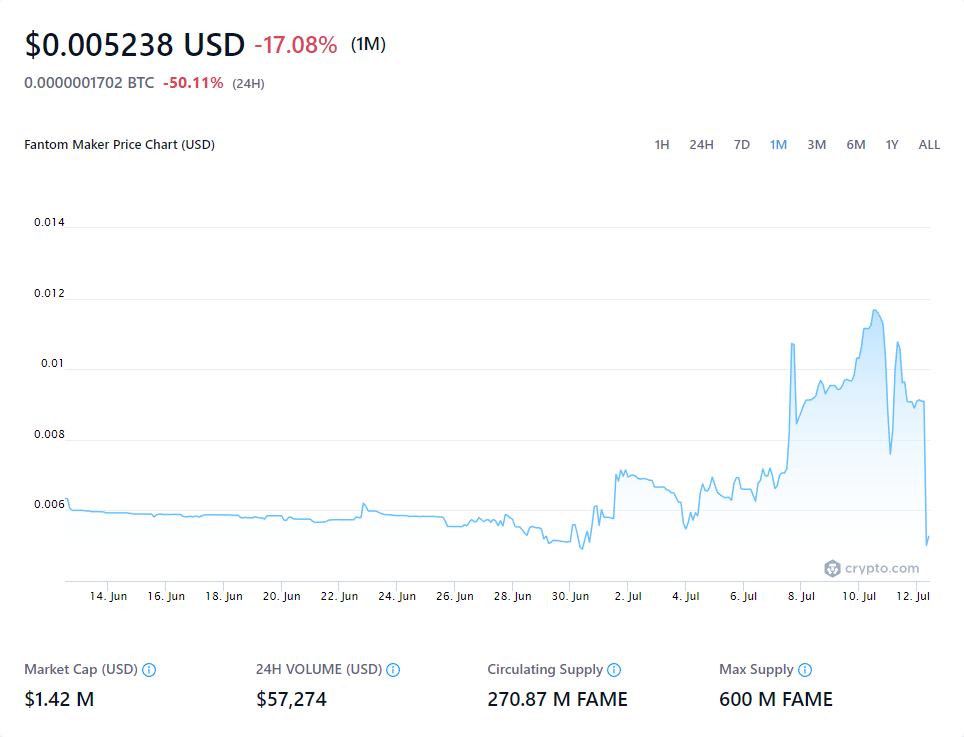 $0.005238 USD -17.08% (1M)
0.0000001702 BTC -50.11% (24H)
Fantom Maker Price Chart (USD) 1H 24H 7D 1M 3M 6M 1Y ALL
0.014
0.012
0.01
0.008
0.006
crypto.com
14. Jun 16. Jun 18. Jun 20. Jun 22. Jun 24. Jun 26. Jun 28. Jun 30. Jun 2. Jul 4. Jul 6. Jul 8. Jul 10. Jul 12. Jul
Market Cap (USD) 24H VOLUME (USD) Circulating Supply Max Supply
$1.42 M $57,274 270.87 M FAME 600 M FAME